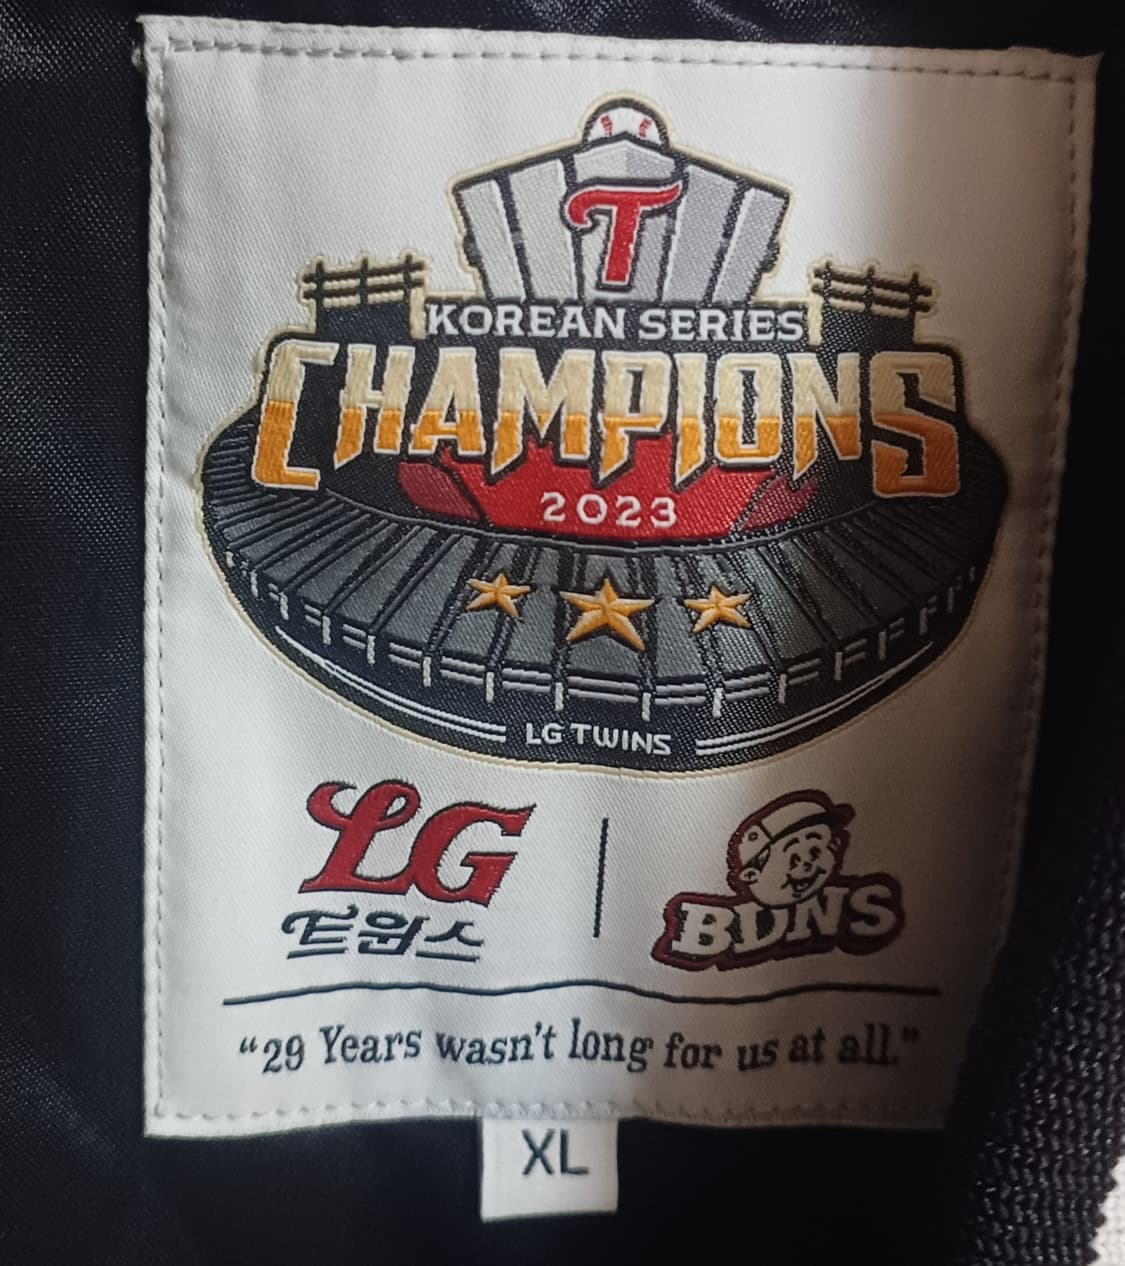 T
KOREAN SERIES
CHAMPIONS
2023
LG TWINS
LG
트윈스
BDNS
"29 Years wasn't long for us at all."
XL